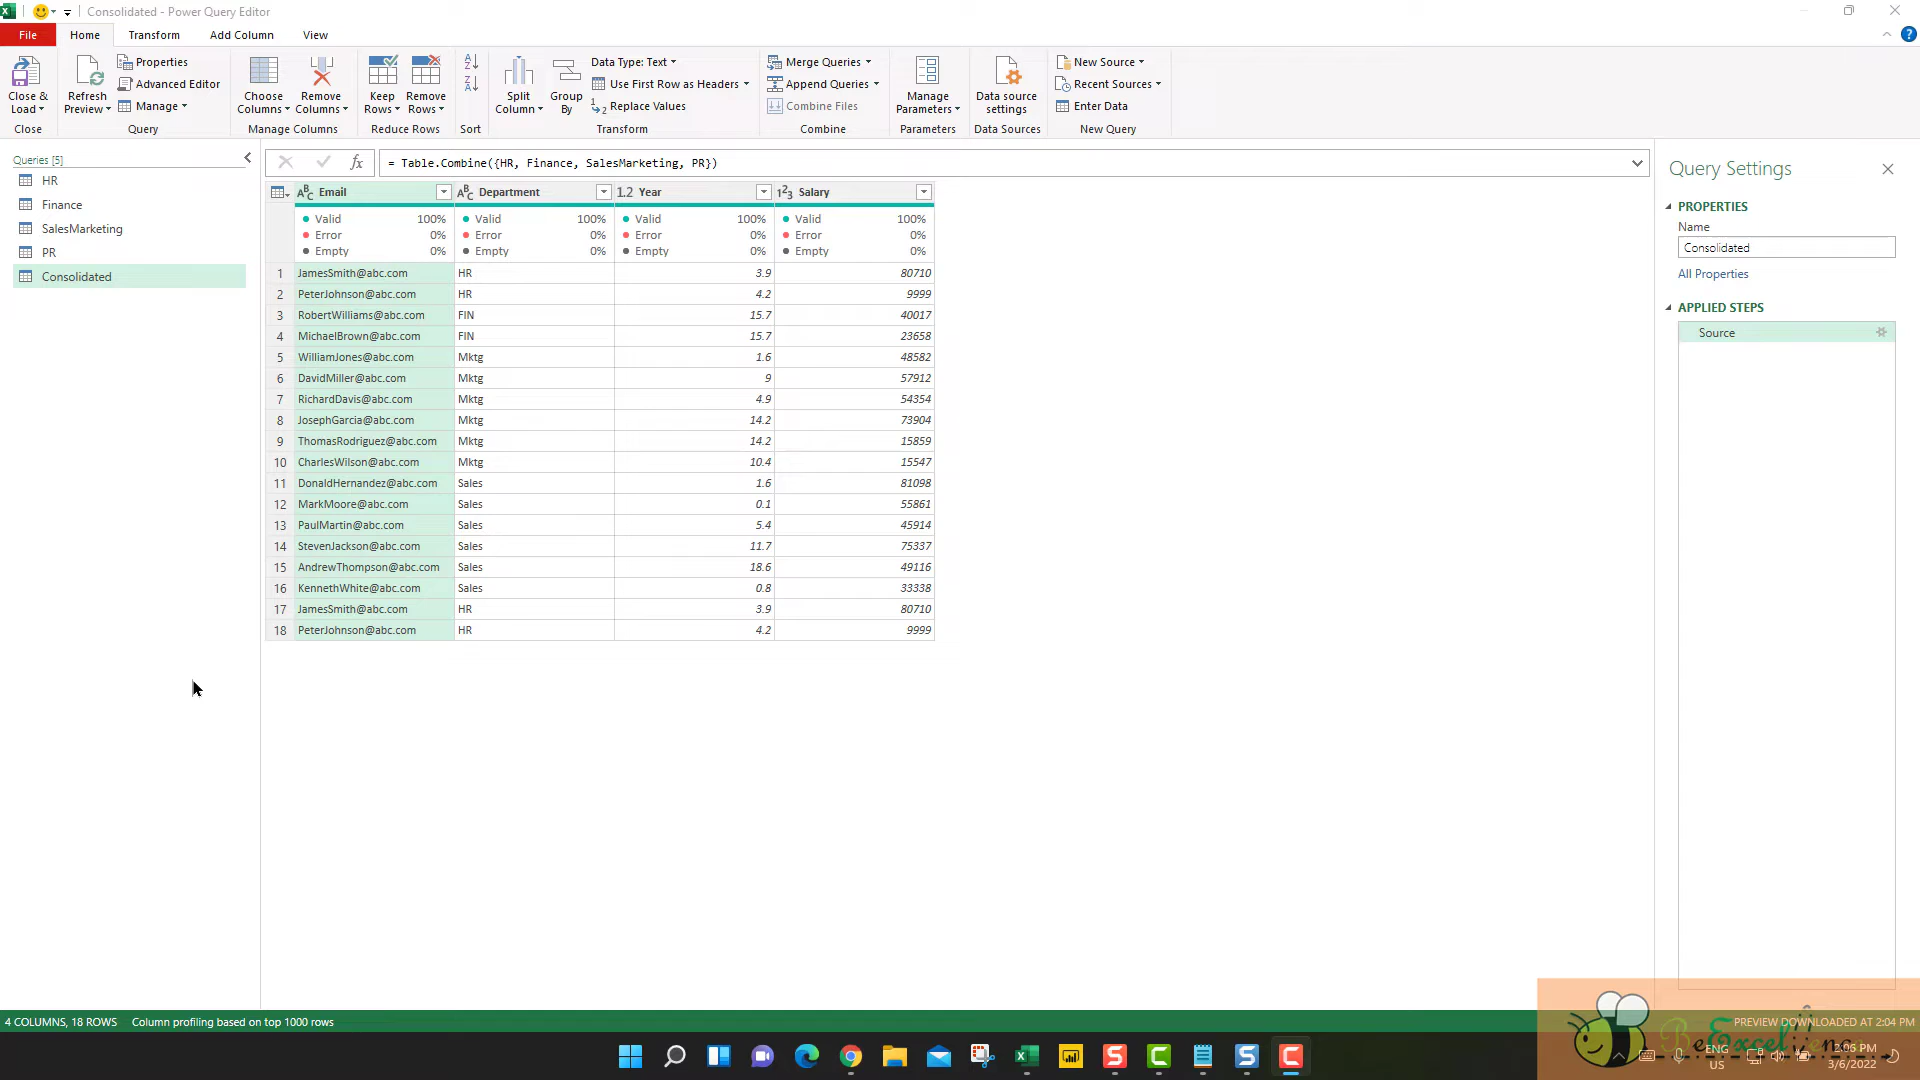 Consolidated - Power Query Editor
File Home Transform Add Column View
Close & Load
Close
Refresh Preview
Properties
Advanced Editor
Manage
Query
Choose Columns
Remove Columns
Manage Columns
Keep Rows
Remove Rows
Reduce Rows
Sort
Split Column
Group By
Data Type: Text
Use First Row as Headers
Replace Values
Transform
Merge Queries
Append Queries
Combine Files
Combine
Manage Parameters
Parameters
Data source settings
Data Sources
New Source
Recent Sources
Enter Data
New Query
Queries [5]
HR
Finance
SalesMarketing
PR
Consolidated
fx = Table.Combine({HR, Finance, SalesMarketing, PR})
ABC Email ABC Department 1.2 Year 123 Salary
Valid 100% Valid 100% Valid 100% Valid 100%
Error 0% Error 0% Error 0% Error 0%
Empty 0% Empty 0% Empty 0% Empty 0%
1 JamesSmith@abc.com HR 3.9 80710
2 PeterJohnson@abc.com HR 4.2 9999
3 RobertWilliams@abc.com FIN 15.7 40017
4 MichaelBrown@abc.com FIN 15.7 23658
5 WilliamJones@abc.com Mktg 1.6 48582
6 DavidMiller@abc.com Mktg 9 57912
7 RichardDavis@abc.com Mktg 4.9 54354
8 JosephGarcia@abc.com Mktg 14.2 73904
9 ThomasRodriguez@abc.com Mktg 14.2 15859
10 CharlesWilson@abc.com Mktg 10.4 15547
11 DonaldHernandez@abc.com Sales 1.6 81098
12 MarkMoore@abc.com Sales 0.1 55861
13 PaulMartin@abc.com Sales 5.4 45914
14 StevenJackson@abc.com Sales 11.7 75337
15 AndrewThompson@abc.com Sales 18.6 49116
16 KennethWhite@abc.com Sales 0.8 33338
17 JamesSmith@abc.com HR 3.9 80710
18 PeterJohnson@abc.com HR 4.2 9999
Query Settings
PROPERTIES
Name
Consolidated
All Properties
APPLIED STEPS
Source
4 COLUMNS, 18 ROWS Column profiling based on top 1000 rows
PREVIEW DOWNLOADED AT 2:04 PM
ENG
US
2:06 PM
3/6/2022